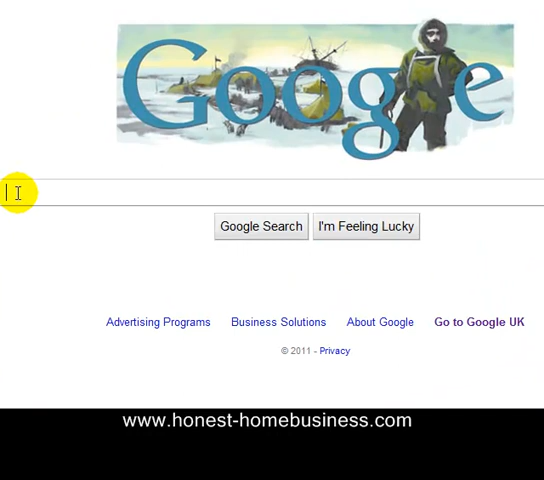 Google
Google Search I'm Feeling Lucky
Advertising Programs Business Solutions About Google Go to Google UK
© 2011 - Privacy
www.honest-homebusiness.com